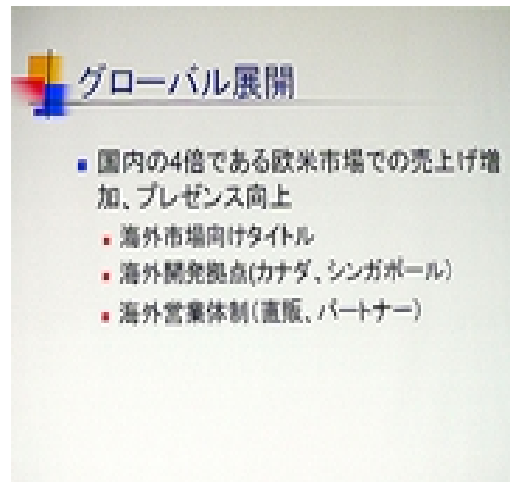 グローバル展開
国内の4倍である欧米市場での売上げ増
加、プレゼンス向上
海外市場向けタイトル
海外開発拠点(カナダ、シンガポール)
海外営業体制(直販、パートナー)